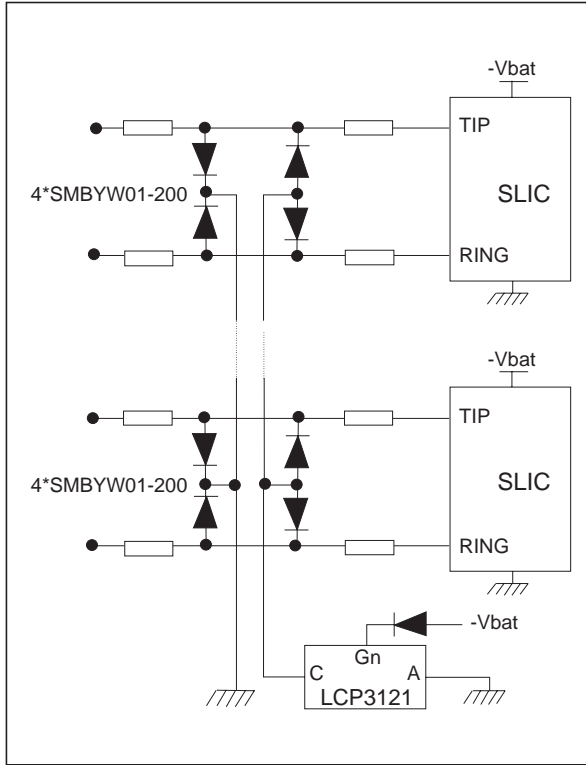 -Vbat
TIP
4*SMBYW01-200
SLIC
RING
-Vbat
TIP
4*SMBYW01-200
SLIC
RING
-Vbat
Gn
C
A
LCP3121